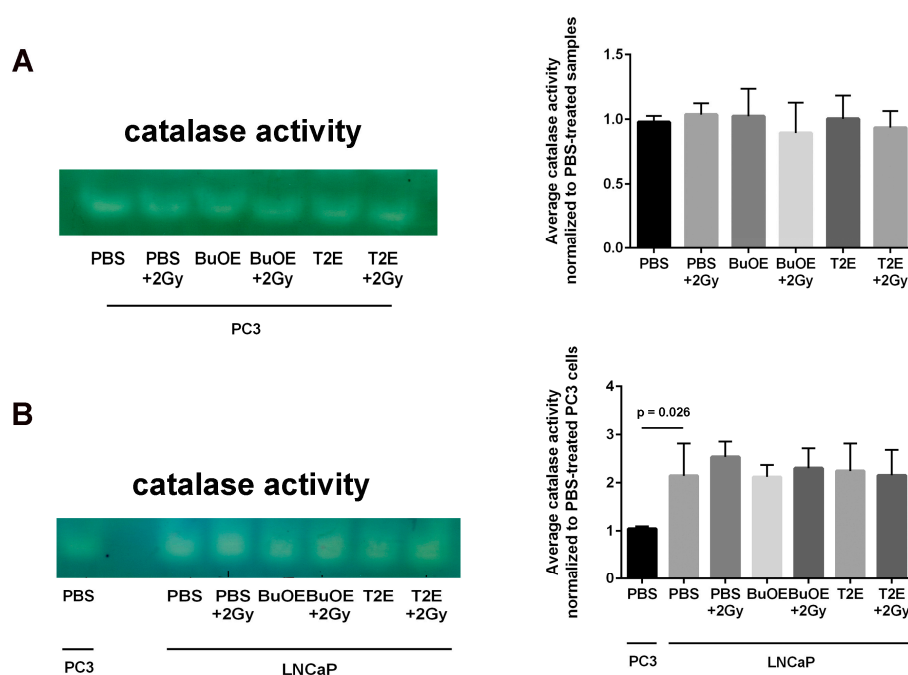 A
catalase activity
PBS PBS BuOE BuOE T2E T2E
+2Gy +2Gy +2Gy
PC3
Average catalase activity
normalized to PBS-treated samples
1.5
1.0
0.5
0.0
PBS PBS BuOE BuOE T2E T2E
+2Gy +2Gy +2Gy
B
catalase activity
PBS PBS PBS BuOE BuOE T2E T2E
+2Gy +2Gy +2Gy
PC3 LNCaP
Average catalase activity
normalized to PBS-treated PC3 cells
4
3
2
1
0
p = 0.026
PBS PBS PBS BuOE BuOE T2E T2E
+2Gy +2Gy +2Gy
PC3 LNCaP